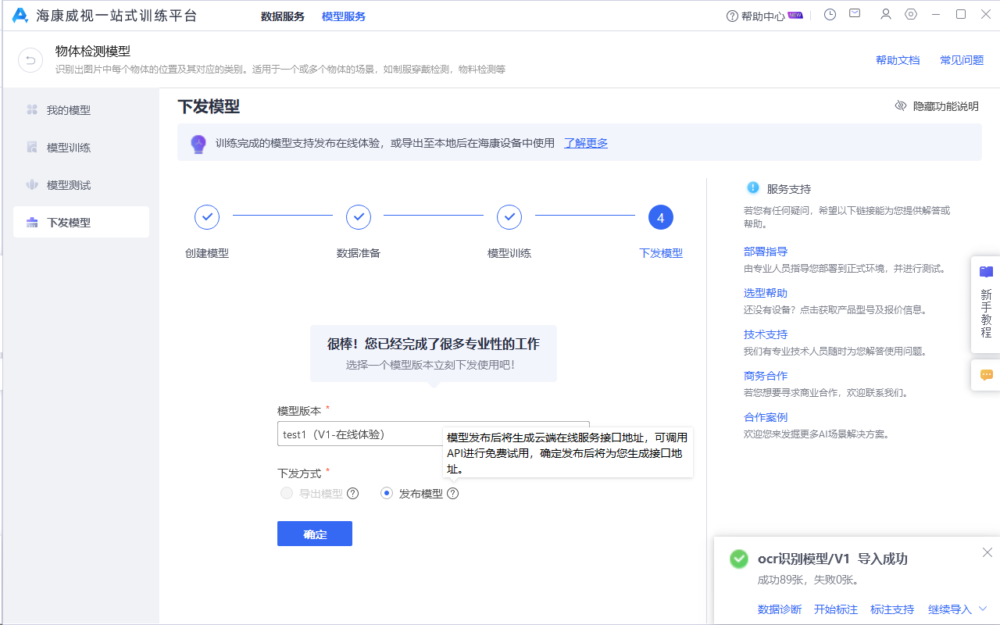 海康威视一站式训练平台
数据服务
模型服务
帮助中心
NEW
物体检测模型
识别出图片中每个物体的位置及其对应的类别。适用于一个或多个物体的场景，如制服穿戴检测，物料检测等
帮助文档
常见问题
我的模型
模型训练
模型测试
下发模型
下发模型
隐藏功能说明
训练完成的模型支持发布在线体验，或导出至本地后在海康设备中使用
了解更多
4
创建模型
数据准备
模型训练
下发模型
很棒！您已经完成了很多专业性的工作
选择一个模型版本立刻下发使用吧！
模型版本 *
test1（V1-在线体验）
模型发布后将生成云端在线服务接口地址，可调用
API进行免费试用，确定发布后将为您生成接口地
址。
下发方式 *
导出模型 ?
发布模型 ?
确定
服务支持
若您有任何疑问，希望以下链接能为您提供解答或
帮助。
部署指导
由专业人员指导您部署到正式环境，并进行测试。
选型帮助
还没有设备？点击获取产品型号及报价信息。
技术支持
我们有专业技术人员随时为您解答使用问题。
商务合作
若您想要寻求商业合作，欢迎联系我们。
合作案例
欢迎您来发掘更多AI场景解决方案。
新手教程
ocr识别模型/V1 导入成功
成功89张，失败0张。
数据诊断
开始标注
标注支持
继续导入